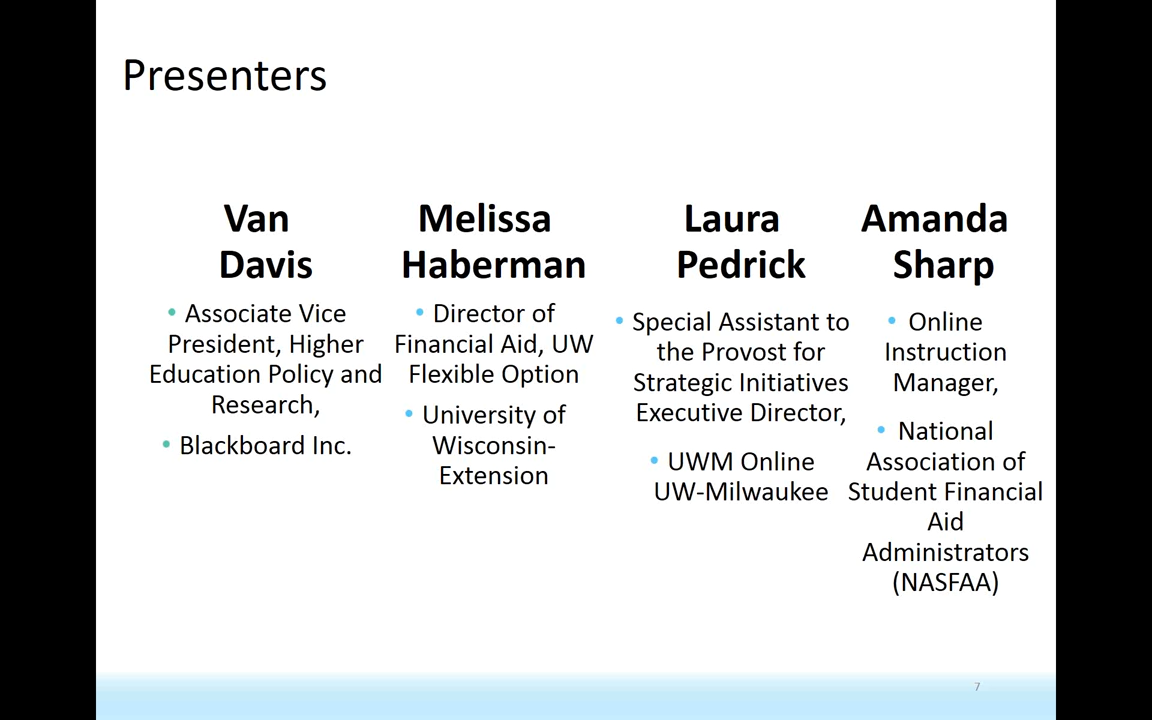 Presenters
Van
Davis
• Associate Vice
President, Higher
Education Policy and
Research,
• Blackboard Inc.
Melissa
Haberman
• Director of
Financial Aid, UW
Flexible Option
• University of
Wisconsin-
Extension
Laura
Pedrick
• Special Assistant to
the Provost for
Strategic Initiatives
Executive Director,
• UWM Online
UW-Milwaukee
Amanda
Sharp
• Online
Instruction
Manager,
• National
Association of
Student Financial
Aid
Administrators
(NASFAA)
7